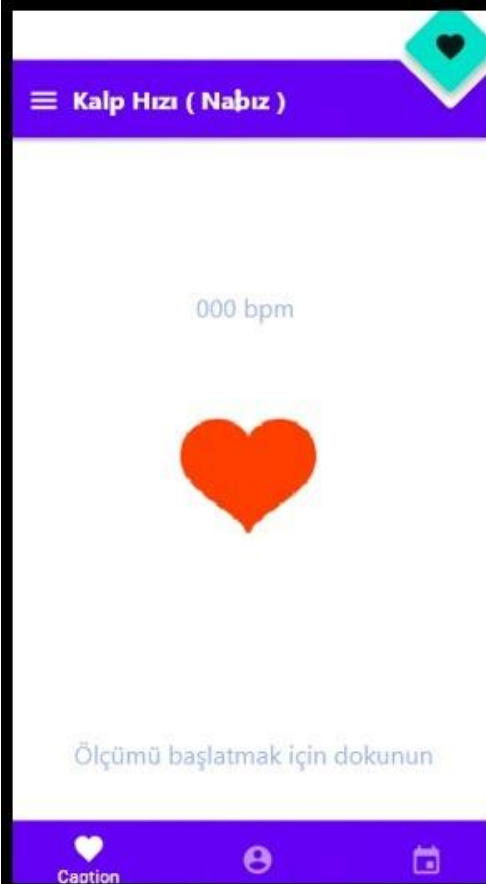 Kalp Hızı ( Nabız )
000 bpm
Ölçümü başlatmak için dokunun
Caption